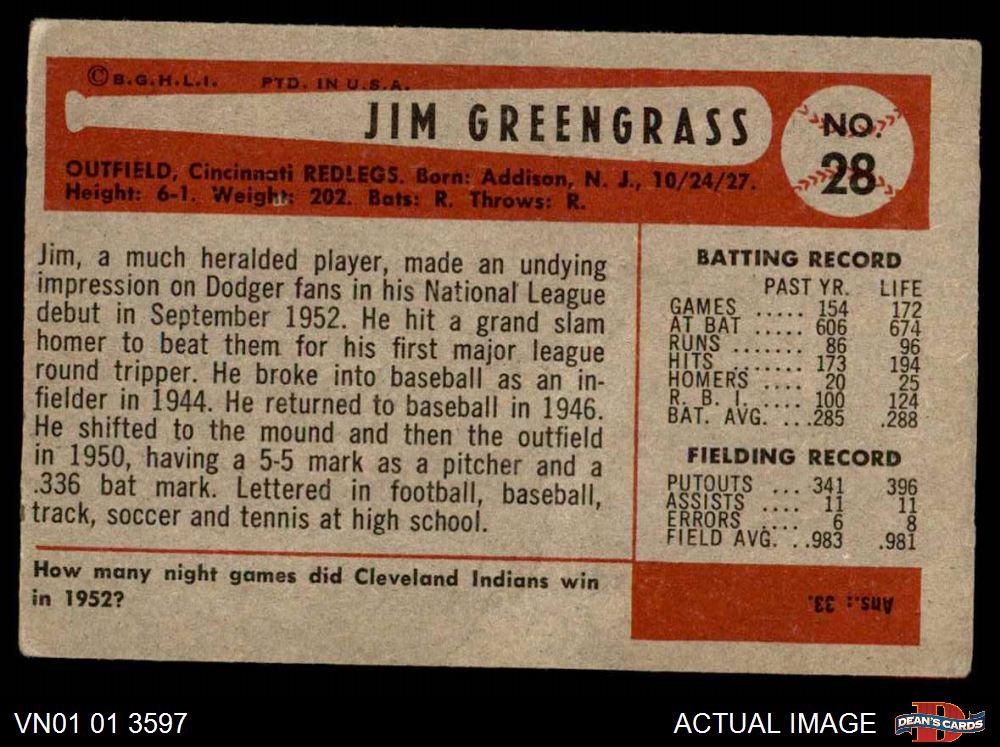 © B.G.H.L.I. PTD. IN U.S.A.
JIM GREENGRASS
NO.
28
OUTFIELD, Cincinnati REDLEGS. Born: Addison, N. J., 10/24/27.
Height: 6-1. Weight: 202. Bats: R. Throws: R.
Jim, a much heralded player, made an undying
impression on Dodger fans in his National League
debut in September 1952. He hit a grand slam
homer to beat them for his first major league
round tripper. He broke into baseball as an in-
fielder in 1944. He returned to baseball in 1946.
He shifted to the mound and then the outfield
in 1950, having a 5-5 mark as a pitcher and a
.336 bat mark. Lettered in football, baseball,
track, soccer and tennis at high school.
How many night games did Cleveland Indians win
in 1952?
BATTING RECORD
PAST YR. LIFE
GAMES ..... 154 172
AT BAT ..... 606 674
RUNS ....... 86 96
HITS ....... 173 194
HOMERS .... 20 25
R. B. I. .... 100 124
BAT. AVG. ...285 .288
FIELDING RECORD
PUTOUTS ... 341 396
ASSISTS .... 11 11
ERRORS .... 6 8
FIELD AVG. ..983 .981
Ans.: 33.
VN01 01 3597
ACTUAL IMAGE
DEAN'S CARDS